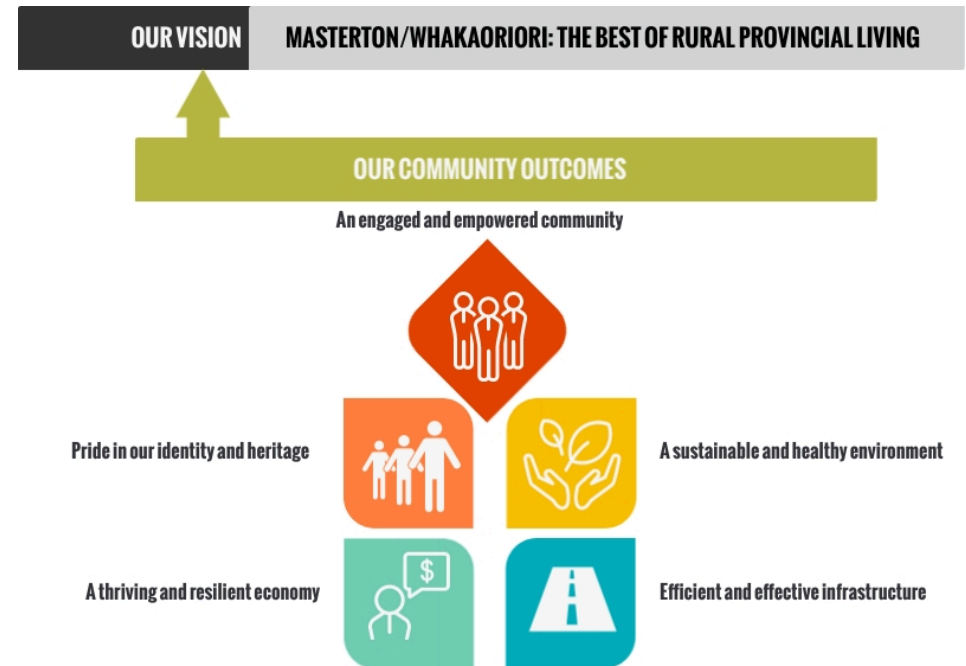 OUR VISION
MASTERTON/WHAKAORIORI: THE BEST OF RURAL PROVINCIAL LIVING
OUR COMMUNITY OUTCOMES
An engaged and empowered community
Pride in our identity and heritage
A sustainable and healthy environment
$
A thriving and resilient economy
Efficient and effective infrastructure